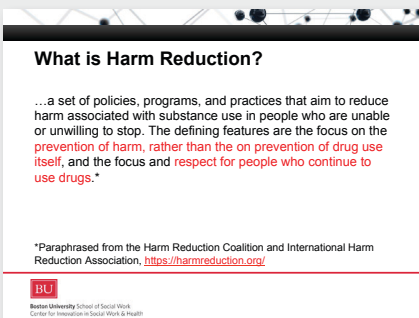 What is Harm Reduction?
…a set of policies, programs, and practices that aim to reduce
harm associated with substance use in people who are unable
or unwilling to stop. The defining features are the focus on the
prevention of harm, rather than the on prevention of drug use
itself, and the focus and respect for people who continue to
use drugs.*
*Paraphrased from the Harm Reduction Coalition and International Harm
Reduction Association, https://harmreduction.org/
BU
Boston University School of Social Work
Center for Innovation in Social Work & Health